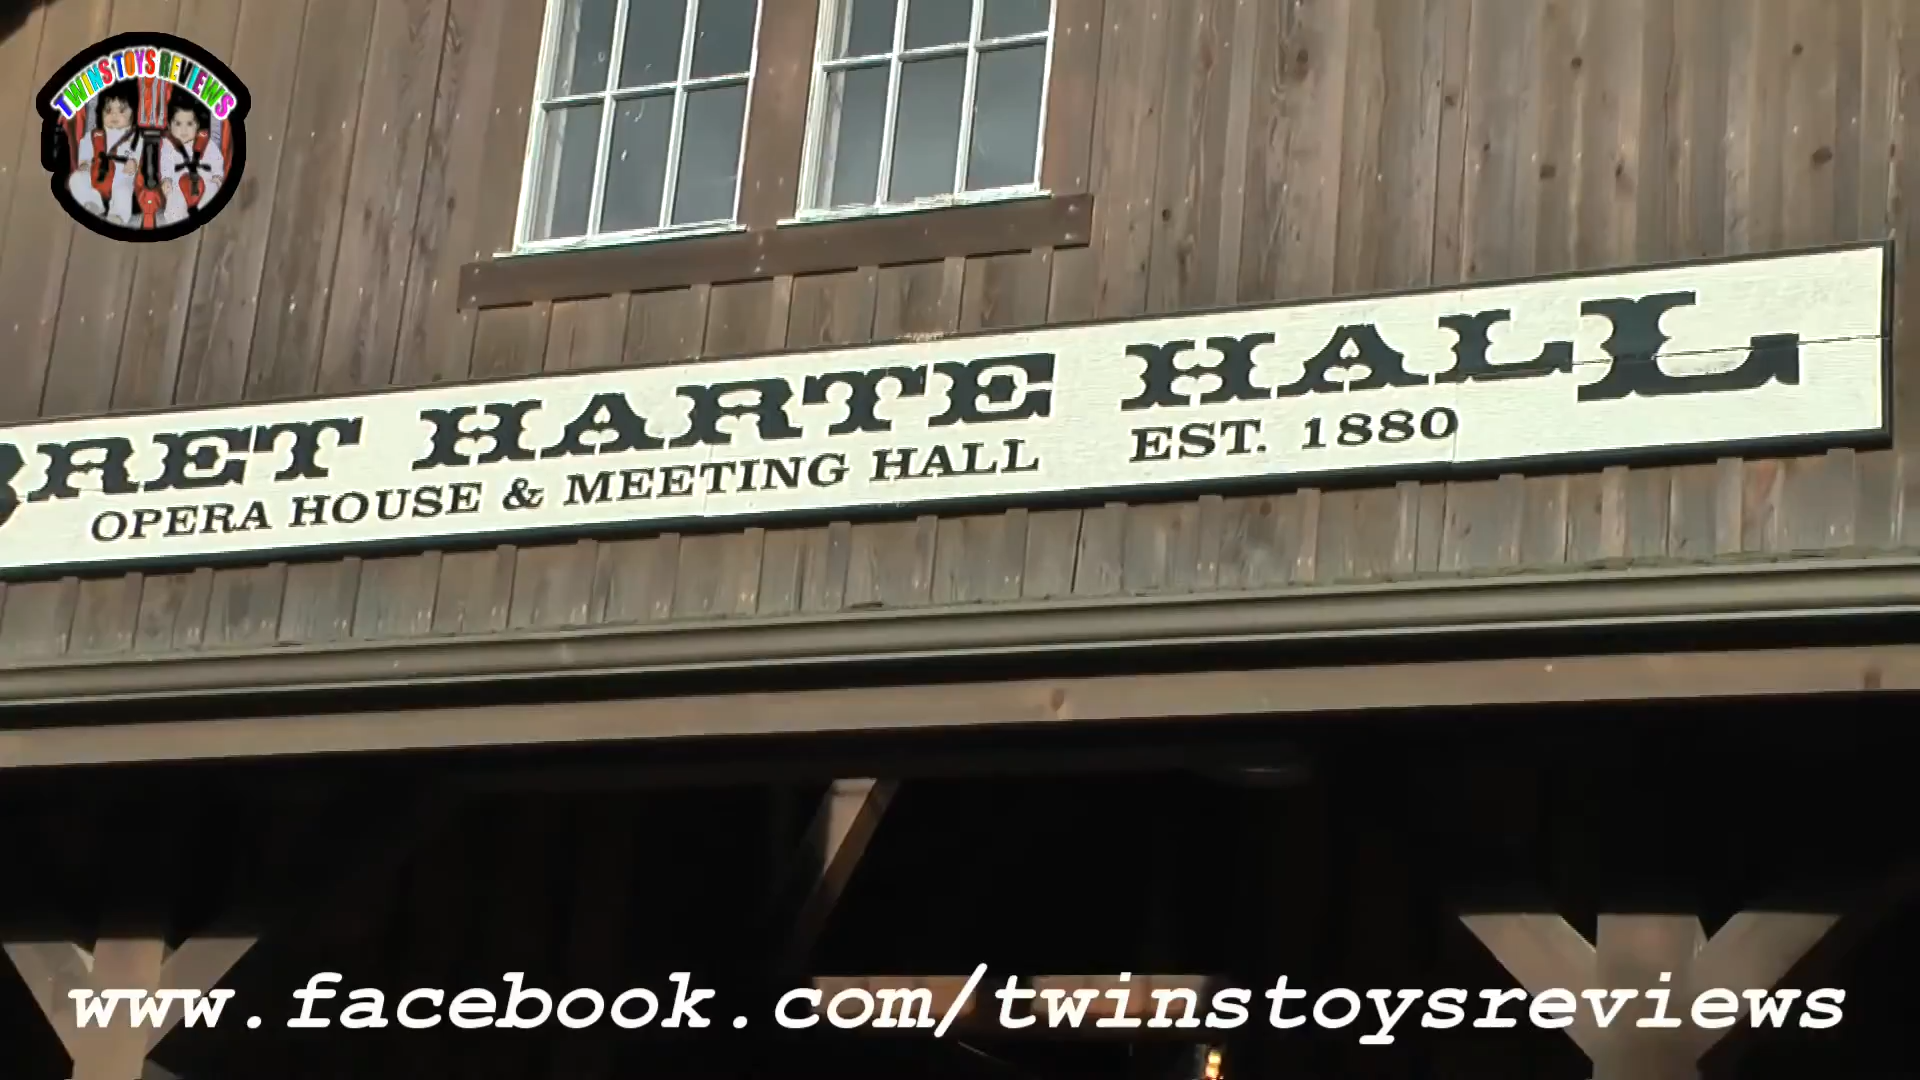 TWINS TOYS REVIEWS
BRET HARTE HALL
OPERA HOUSE & MEETING HALL EST. 1880
www.facebook.com/twinstoysreviews